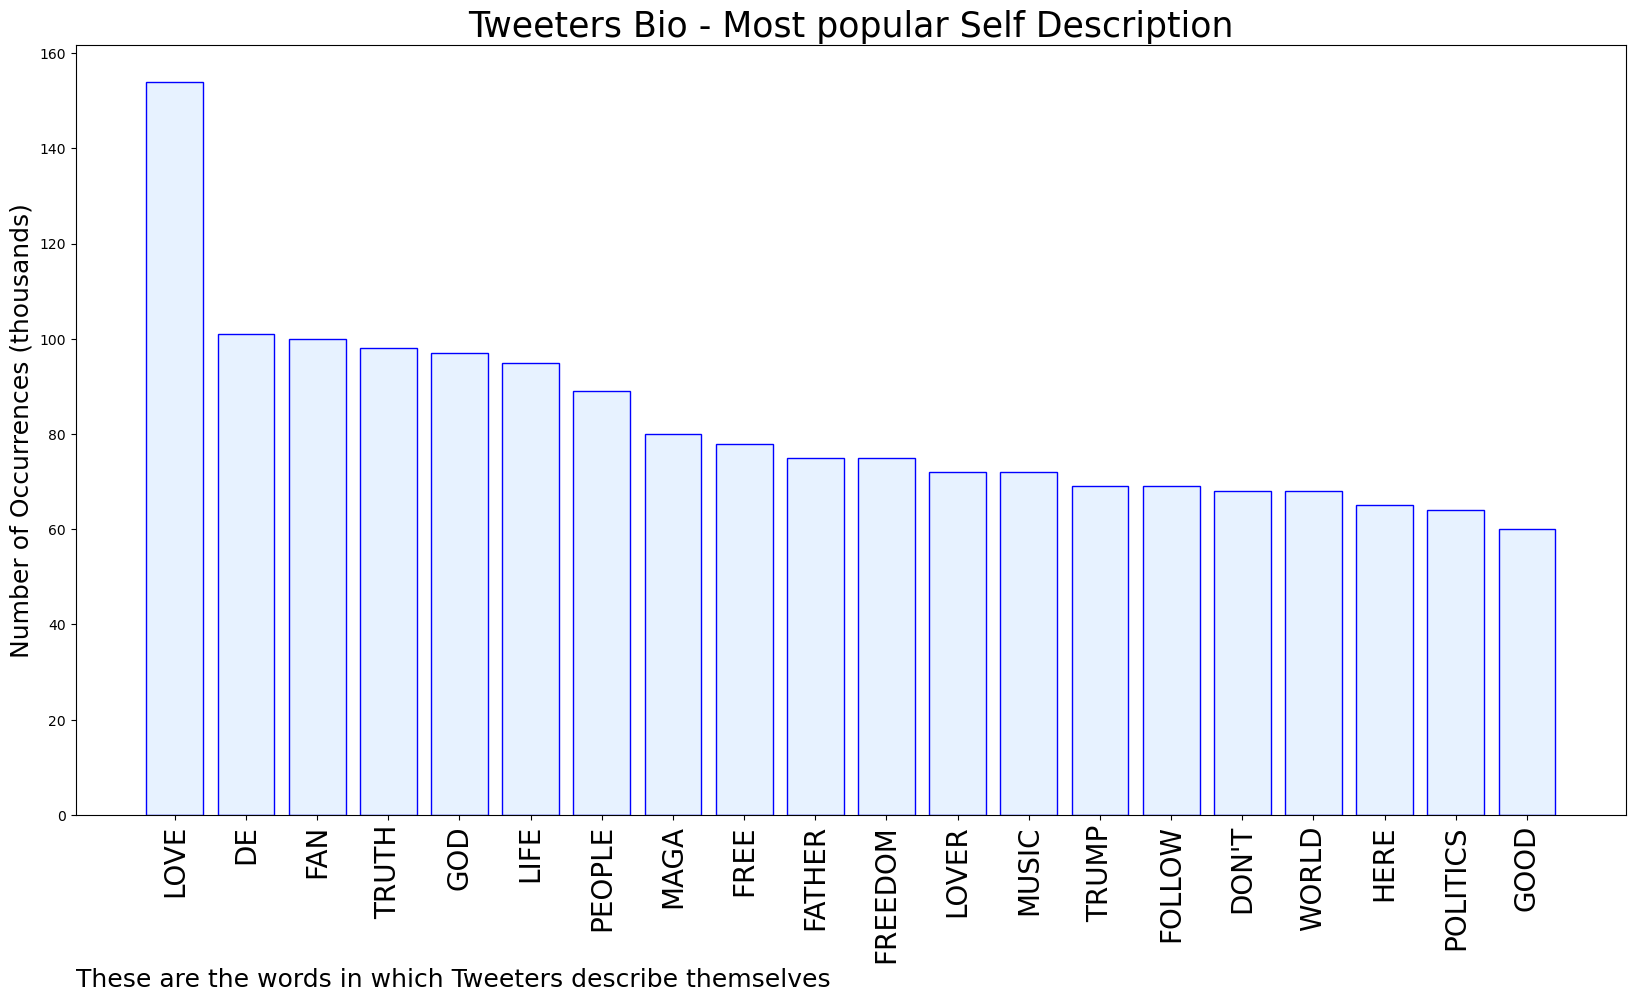 Tweeters Bio - Most popular Self Description
Number of Occurrences (thousands)
160
140
120
100
80
60
40
20
0
LOVE
DE
FAN
TRUTH
GOD
LIFE
PEOPLE
MAGA
FREE
FATHER
FREEDOM
LOVER
MUSIC
TRUMP
FOLLOW
DON'T
WORLD
HERE
POLITICS
GOOD
These are the words in which Tweeters describe themselves